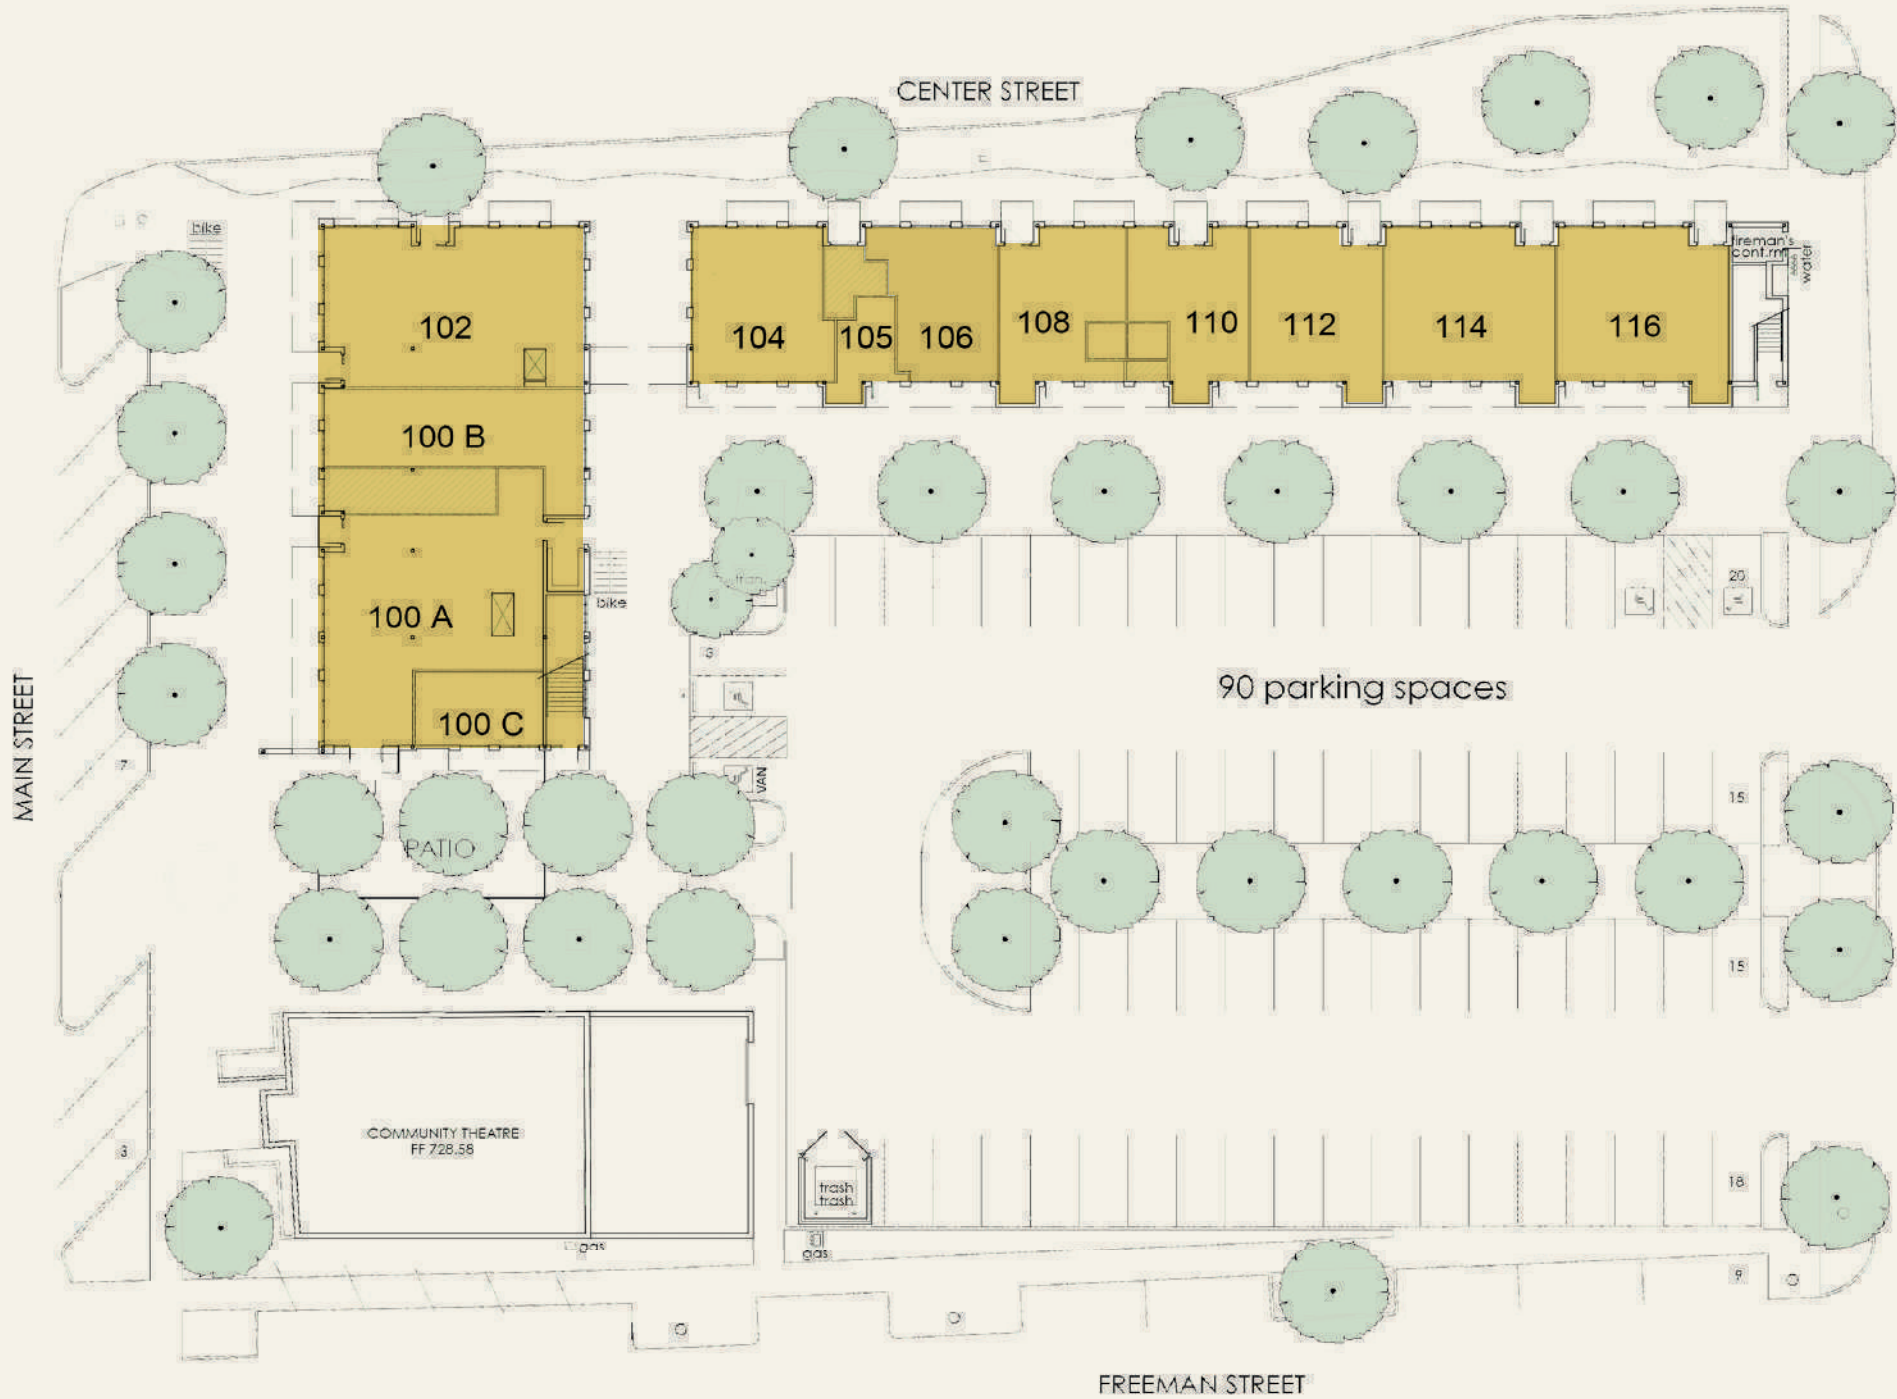 CENTER STREET
bike
fireman's
cont.rm
water
102
104
105
106
108
110
112
114
116
100 B
100 A
bike
100 C
20
3
90 parking spaces
MAIN STREET
7
VAN
15
PATIO
15
COMMUNITY THEATRE
FF 728.58
3
trash
trash
18
gas
gas
9
FREEMAN STREET